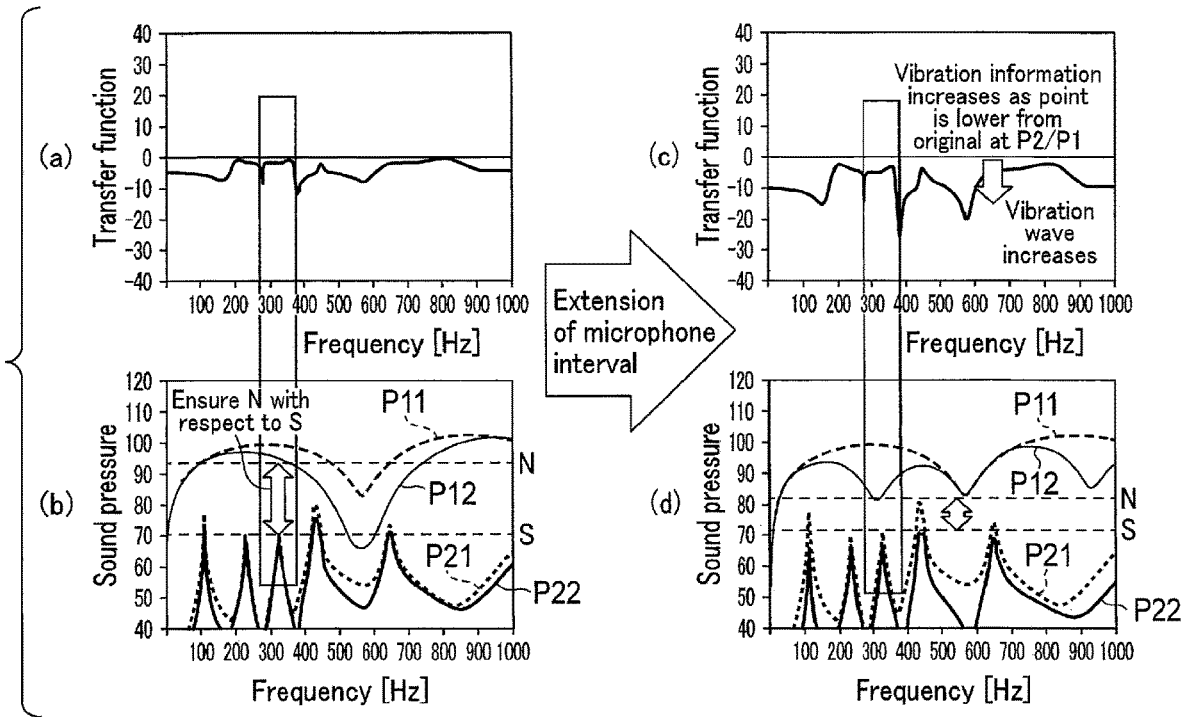 (a)
Transfer function
40
30
20
10
0
-10
-20
-30
-40
100 200 300 400 500 600 700 800 900 1000
Frequency [Hz]
(b)
Sound pressure
120
110
100
90
80
70
60
50
40
Ensure N with
respect to S
P11
N
P12
S
P21
P22
100 200 300 400 500 600 700 800 900 1000
Frequency [Hz]
Extension
of microphone
interval
(c)
Transfer function
40
30
20
10
0
-10
-20
-30
-40
Vibration information
increases as point
is lower from
original at P2/P1
Vibration
wave
increases
100 200 300 400 500 600 700 800 900 1000
Frequency [Hz]
(d)
Sound pressure
120
110
100
90
80
70
60
50
40
P11
P12
N
S
P21
P22
100 200 300 400 500 600 700 800 900 1000
Frequency [Hz]